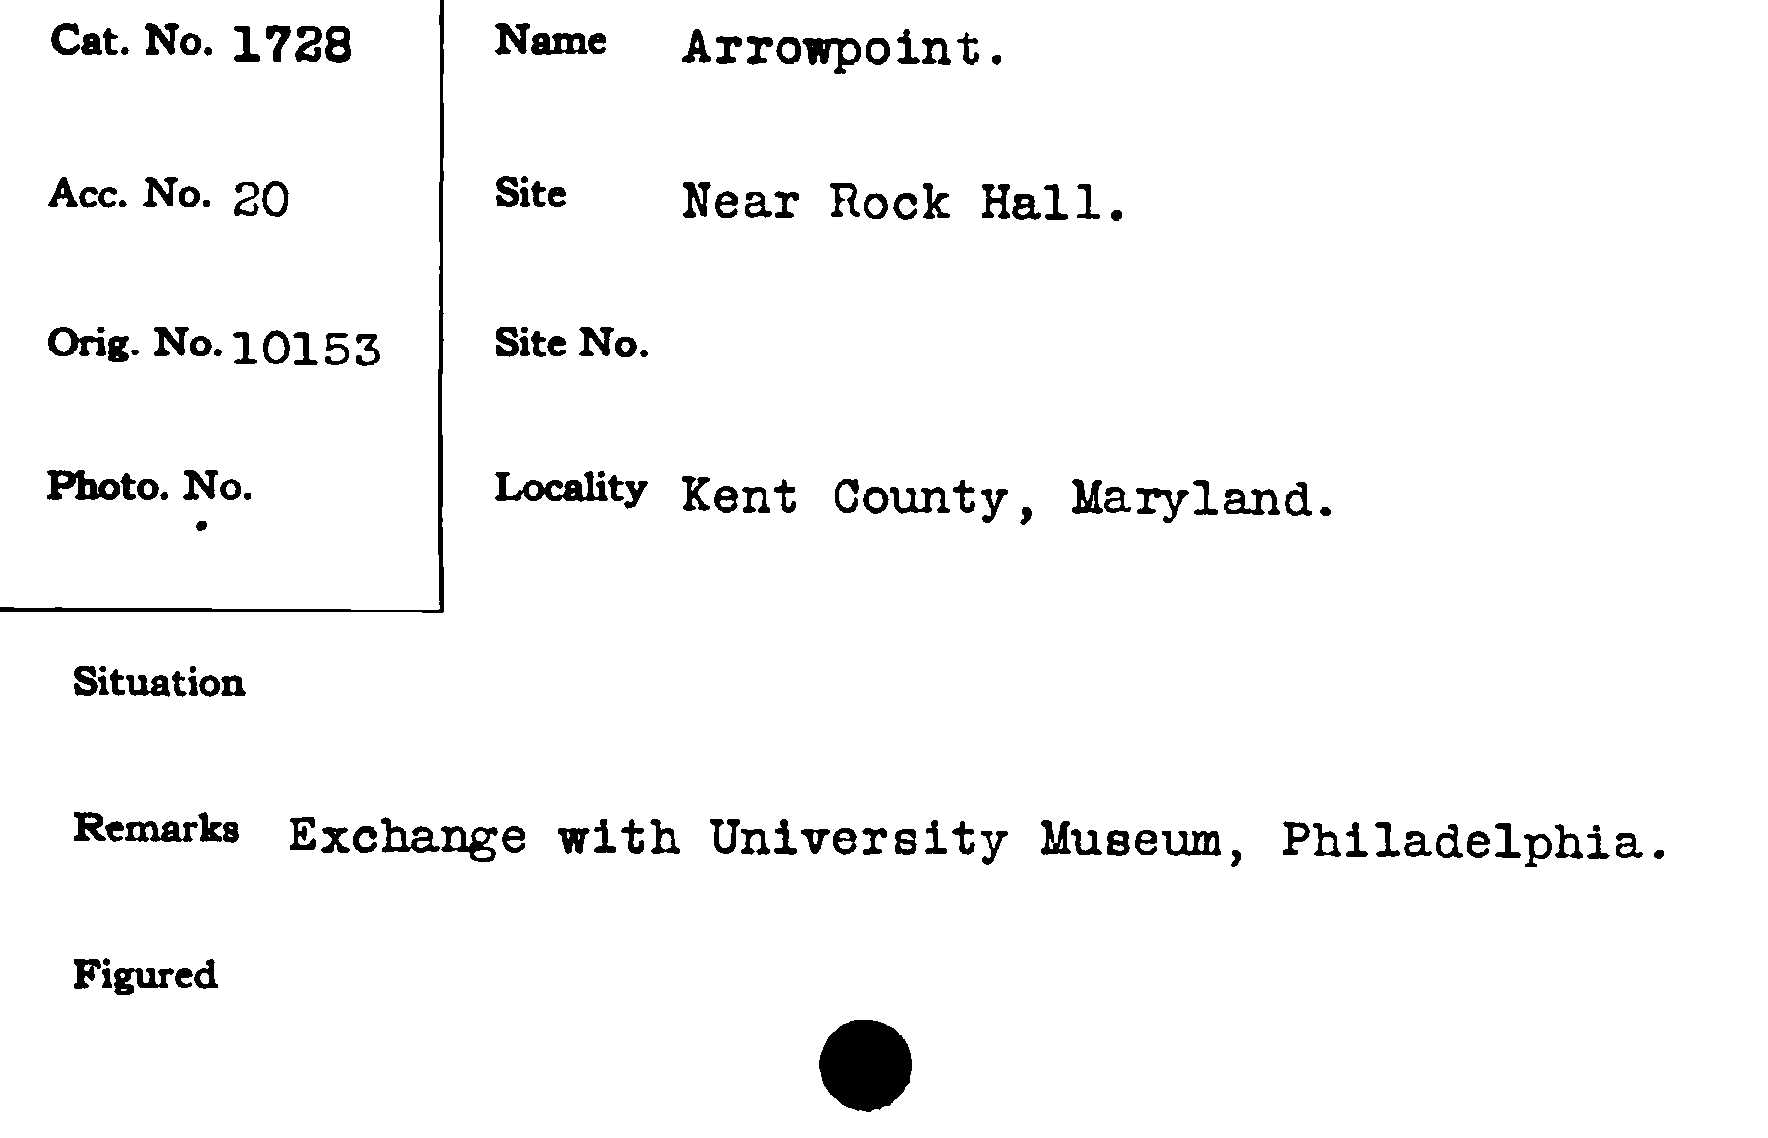 Cat. No. 1728
Name Arrowpoint.
Acc. No. 20
Site Near Rock Hall.
Orig. No. 10153
Site No.
Photo. No.
Locality Kent County, Maryland.
Situation
Remarks Exchange with University Museum, Philadelphia.
Figured